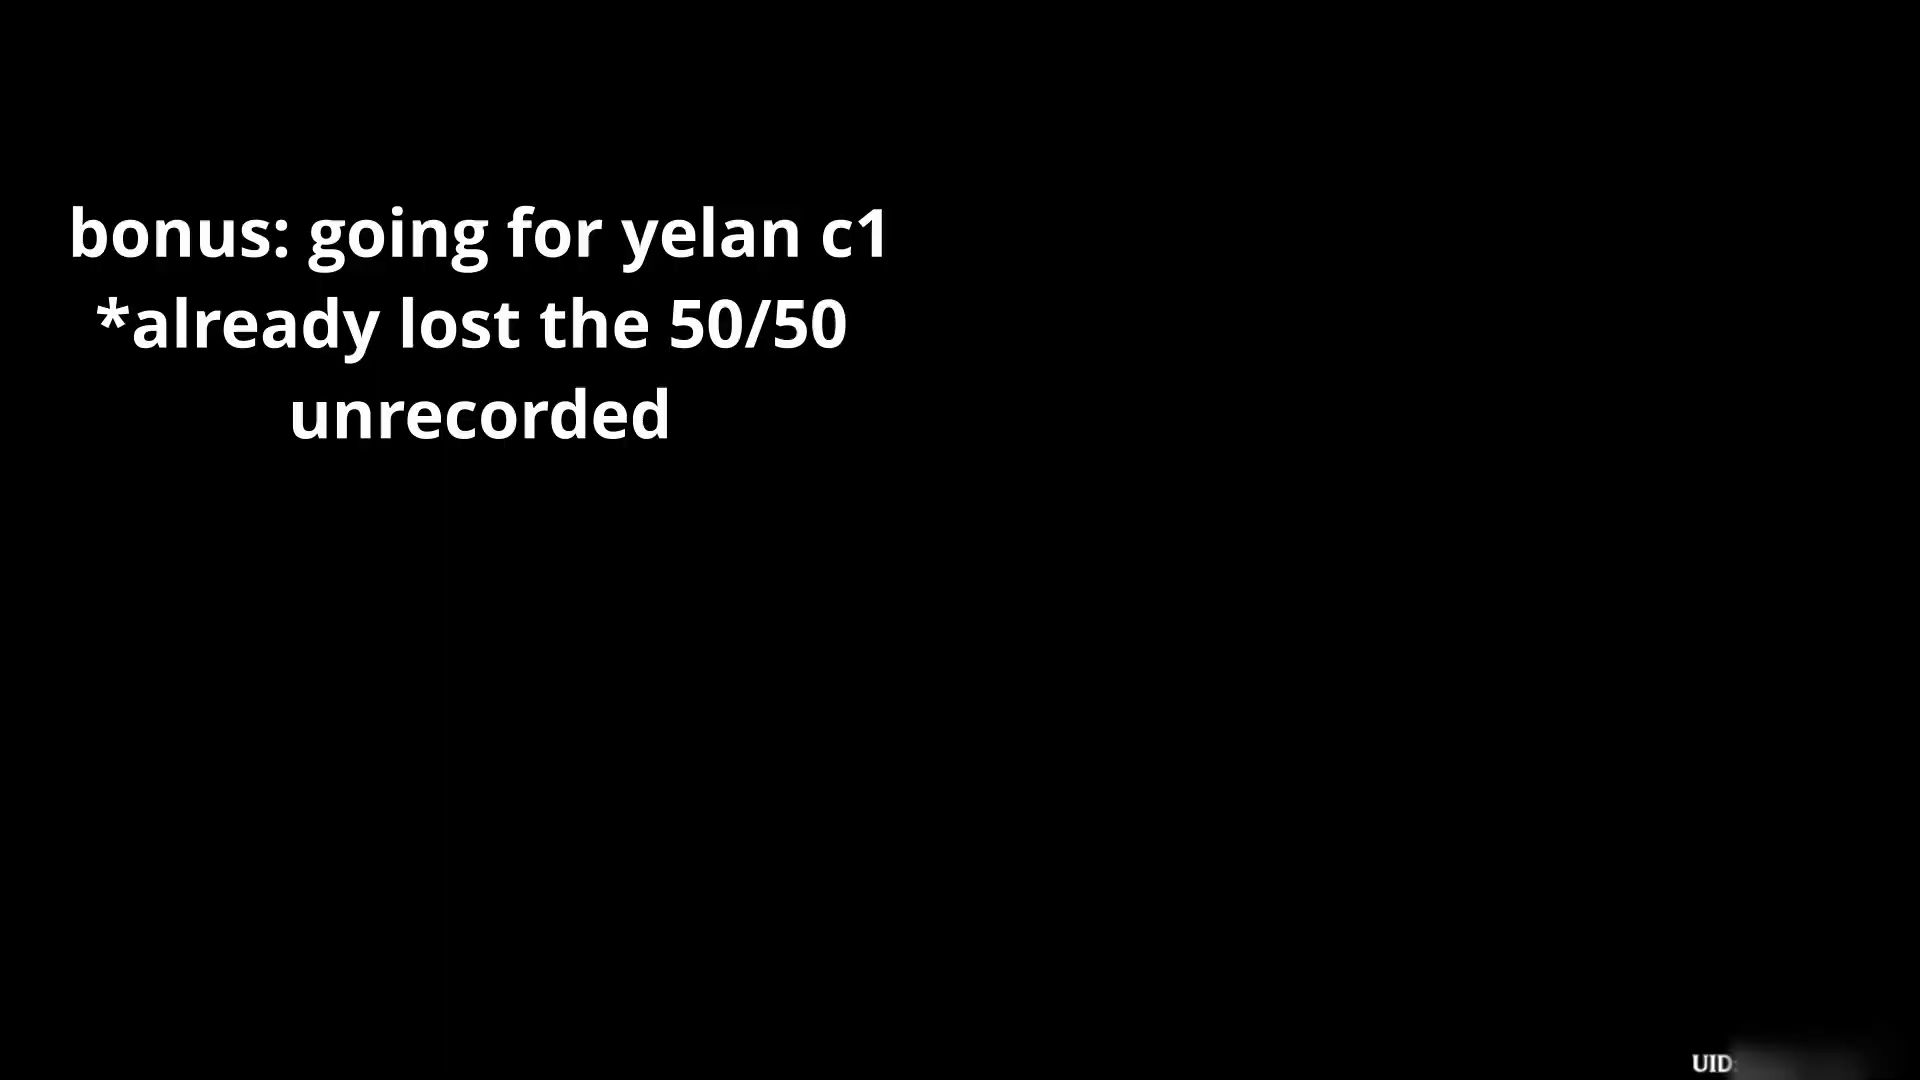 bonus: going for yelan c1
*already lost the 50/50
unrecorded
UID: